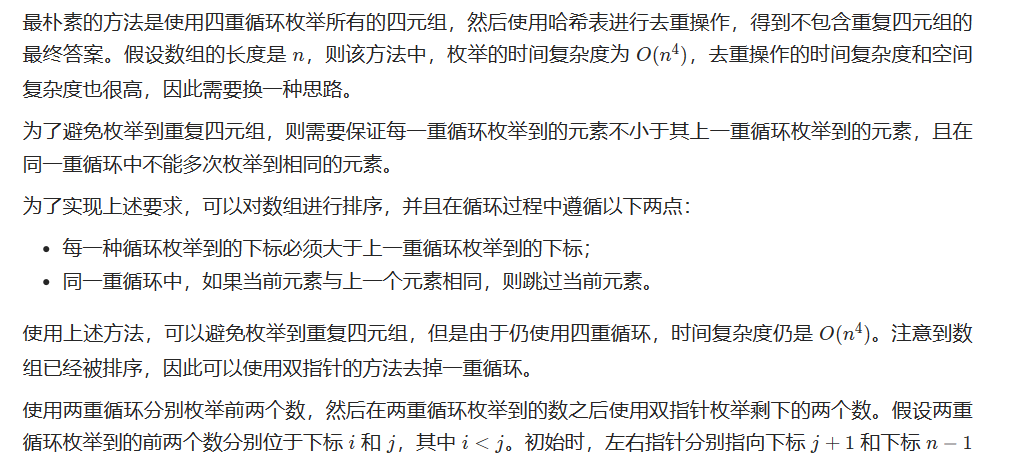 最朴素的方法是使用四重循环枚举所有的四元组，然后使用哈希表进行去重操作，得到不包含重复四元组的
最终答案。假设数组的长度是 n，则该方法中，枚举的时间复杂度为 O(n⁴)，去重操作的时间复杂度和空间
复杂度也很高，因此需要换一种思路。
为了避免枚举到重复四元组，则需要保证每一重循环枚举到的元素不小于其上一重循环枚举到的元素，且在
同一重循环中不能多次枚举到相同的元素。
为了实现上述要求，可以对数组进行排序，并且在循环过程中遵循以下两点：
• 每一种循环枚举到的下标必须大于上一重循环枚举到的下标；
• 同一重循环中，如果当前元素与上一个元素相同，则跳过当前元素。
使用上述方法，可以避免枚举到重复四元组，但是由于仍使用四重循环，时间复杂度仍是 O(n⁴)。注意到数
组已经被排序，因此可以使用双指针的方法去掉一重循环。
使用两重循环分别枚举前两个数，然后在两重循环枚举到的数之后使用双指针枚举剩下的两个数。假设两重
循环枚举到的前两个数分别位于下标 i 和 j，其中 i < j。初始时，左右指针分别指向下标 j + 1 和下标 n − 1